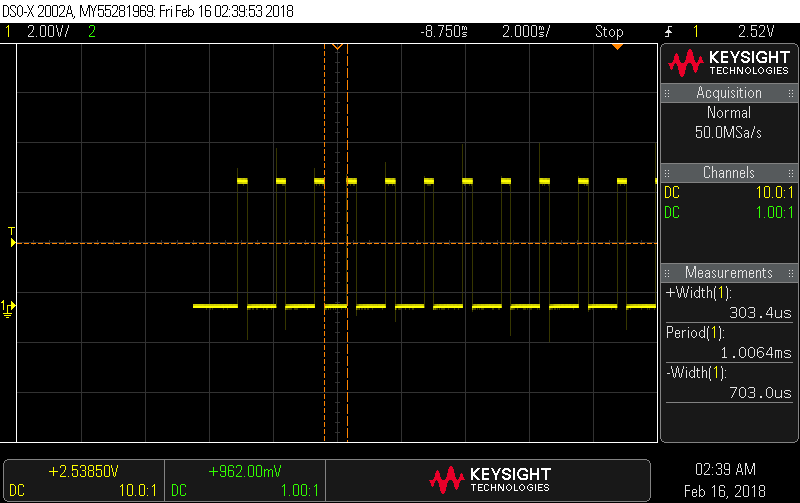 DSO-X 2002A, MY55281969: Fri Feb 16 02:39:53 2018
1 2.00V/ 2 -8.750ms 2.000ms/ Stop 1 2.52V
KEYSIGHT
TECHNOLOGIES
Acquisition
Normal
50.0MSa/s
Channels
DC 10.0:1
DC 1.00:1
T
Measurements
+Width(1):
303.4us
1
Period(1):
1.0064ms
-Width(1):
703.0us
+2.53850V
DC 10.0:1
+962.00mV
DC 1.00:1
KEYSIGHT
TECHNOLOGIES
02:39 AM
Feb 16, 2018